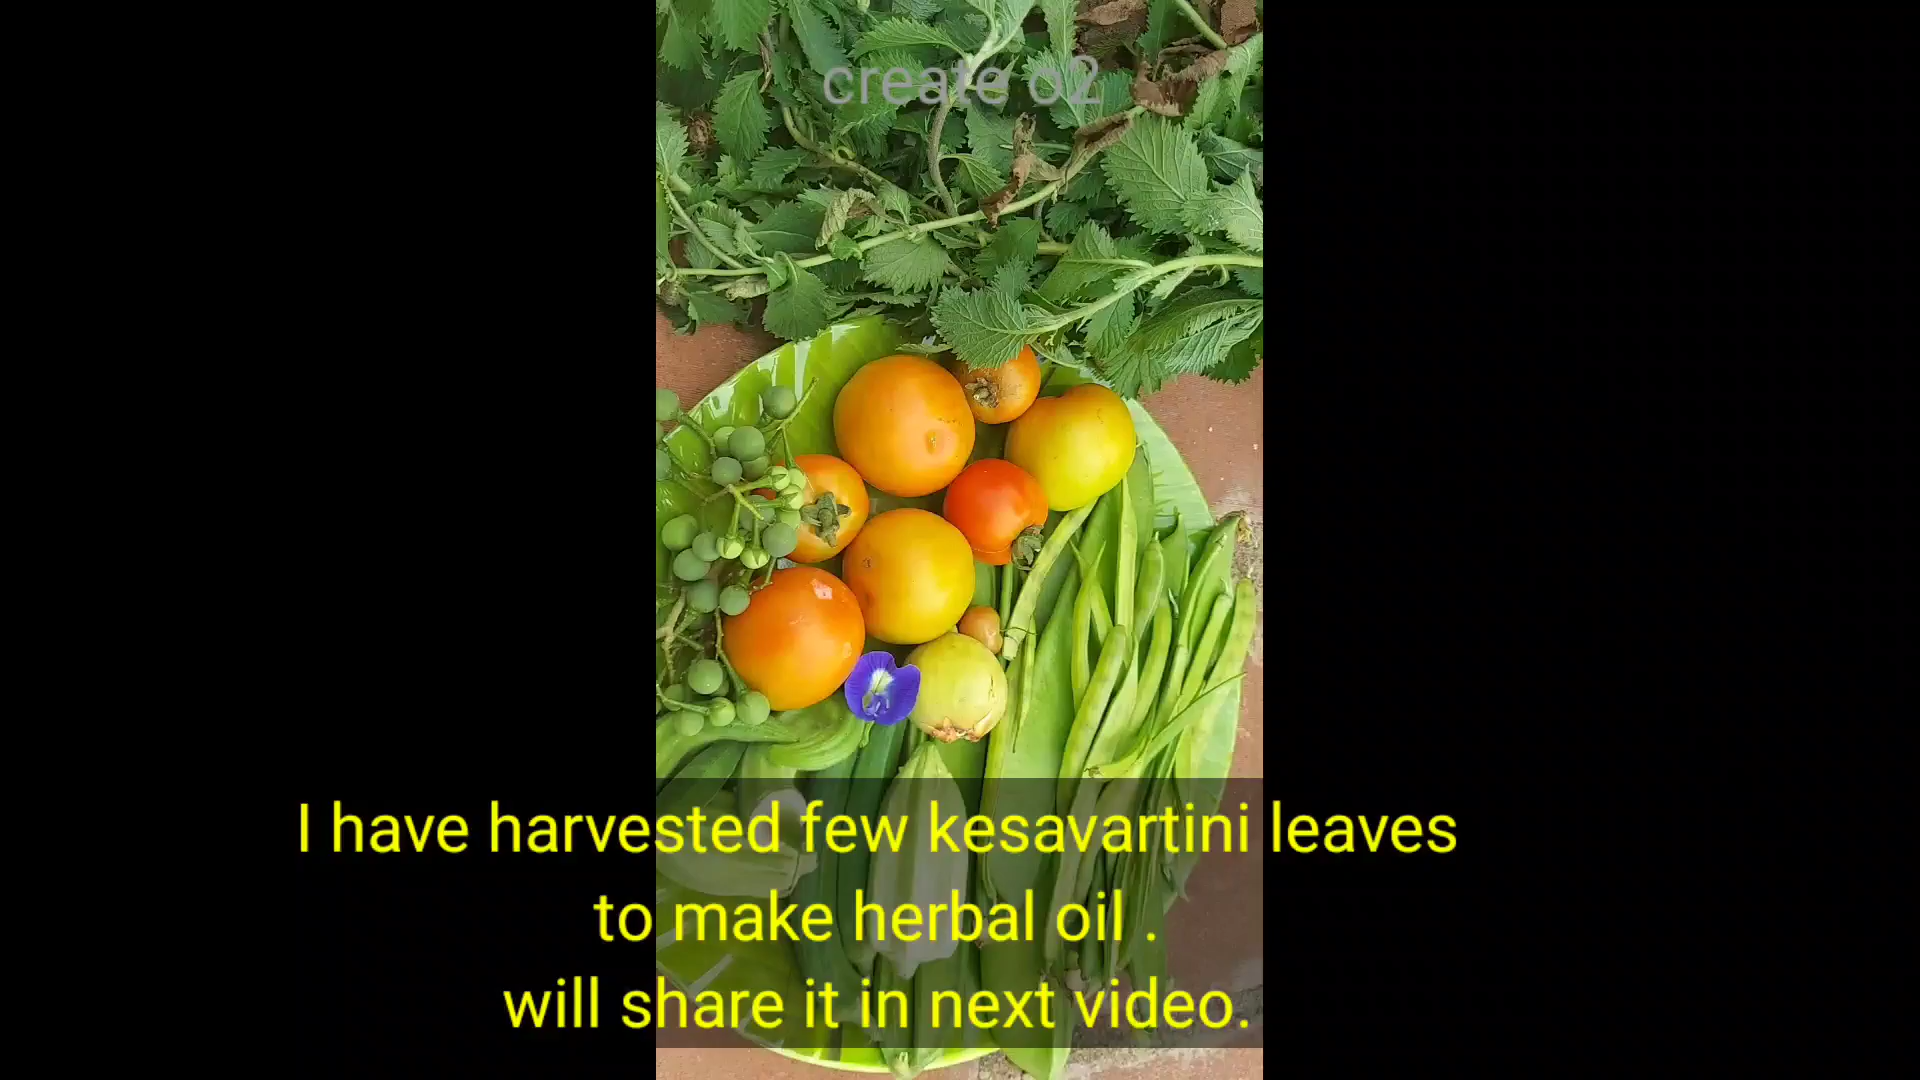 create o2
I have harvested few kesavartini leaves
to make herbal oil .
will share it in next video.